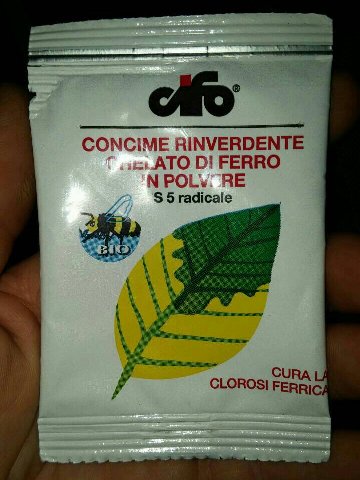 cifo®
CONCIME RINVERDENTE
CHELATO DI FERRO
IN POLVERE
S 5 radicale
BIO
CURA LA
CLOROSI FERRICA